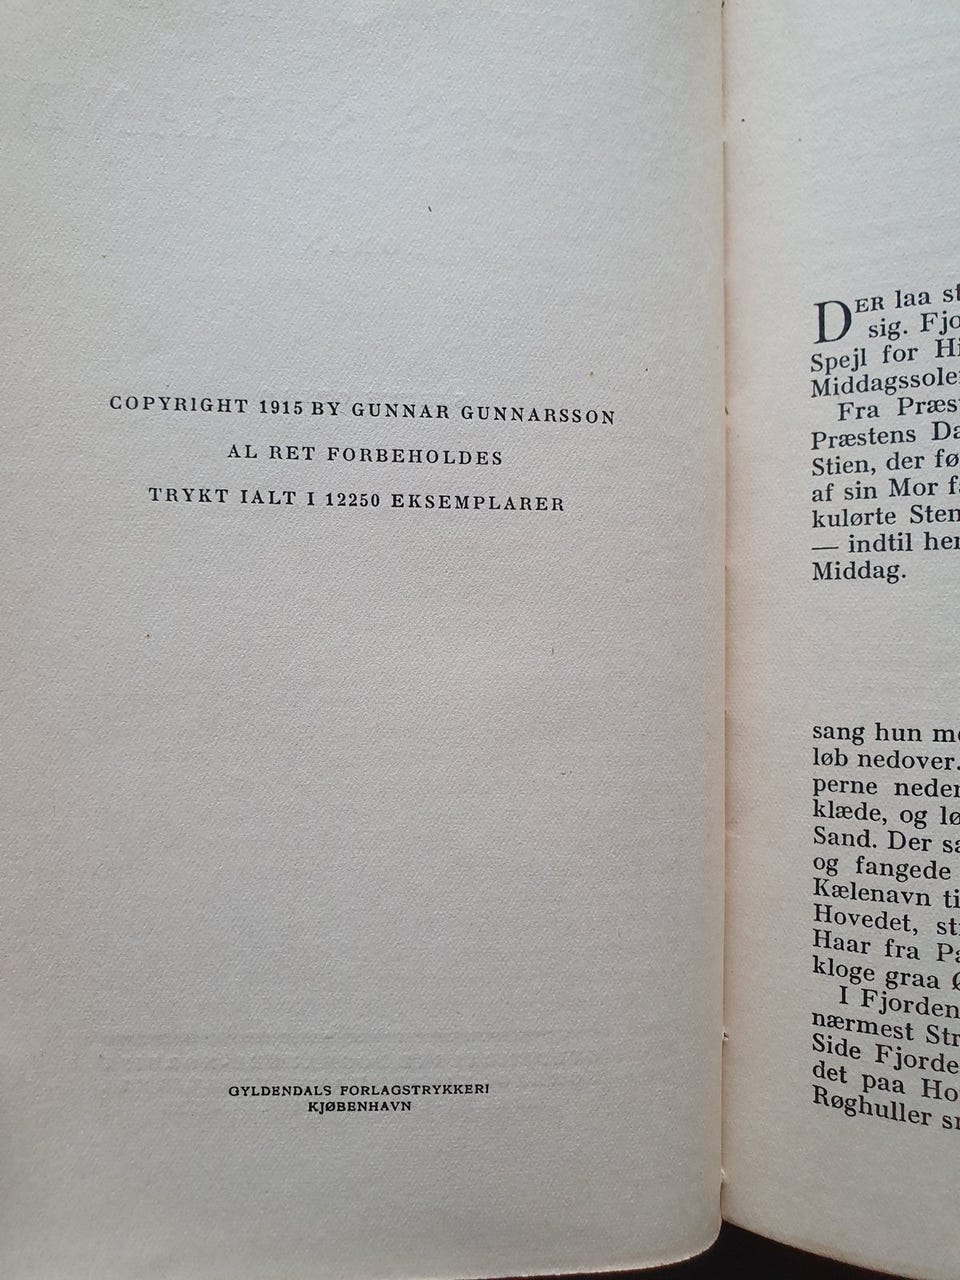 COPYRIGHT 1915 BY GUNNAR GUNNARSSON
AL RET FORBEHOLDES
TRYKT IALT I 12250 EKSEMPLARER
GYLDENDALS FORLAGSTRYKKERI
KJØBENHAVN
DER laa
sig.
Spejl for
Middagssole
Fra
Præstens
Stien, der
af sin Mor
kulørte Sten
— indtil
Middag.
sang hun
løb nedover.
perne
klæde, og
Sand. Der
og fangede
Kælenavn
Hovedet,
Haar fra
kloge graa
I Fjorden
nærmest
Side
det paa
Røghuller